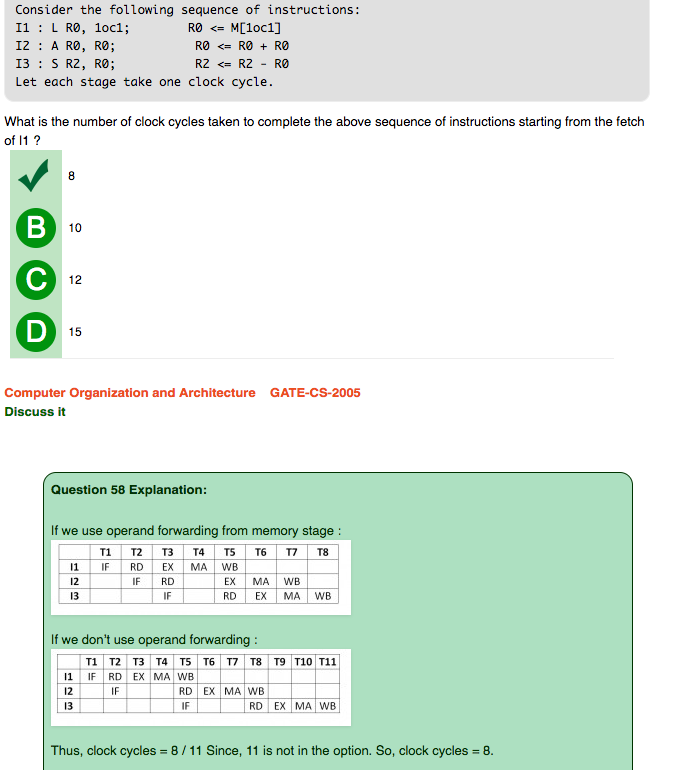 Consider the following sequence of instructions:
I1 : L R0, 1oc1; R0 <= M[1oc1]
I2 : A R0, R0; R0 <= R0 + R0
I3 : S R2, R0; R2 <= R2 - R0
Let each stage take one clock cycle.
What is the number of clock cycles taken to complete the above sequence of instructions starting from the fetch
of I1 ?
8
B 10
C 12
D 15
Computer Organization and Architecture GATE-CS-2005
Discuss it
Question 58 Explanation:
If we use operand forwarding from memory stage :
T1 T2 T3 T4 T5 T6 T7 T8
I1 IF RD EX MA WB
I2 IF RD EX MA WB
I3 IF RD EX MA WB
If we don't use operand forwarding :
T1 T2 T3 T4 T5 T6 T7 T8 T9 T10 T11
I1 IF RD EX MA WB
I2 IF RD EX MA WB
I3 IF RD EX MA WB
Thus, clock cycles = 8 / 11 Since, 11 is not in the option. So, clock cycles = 8.